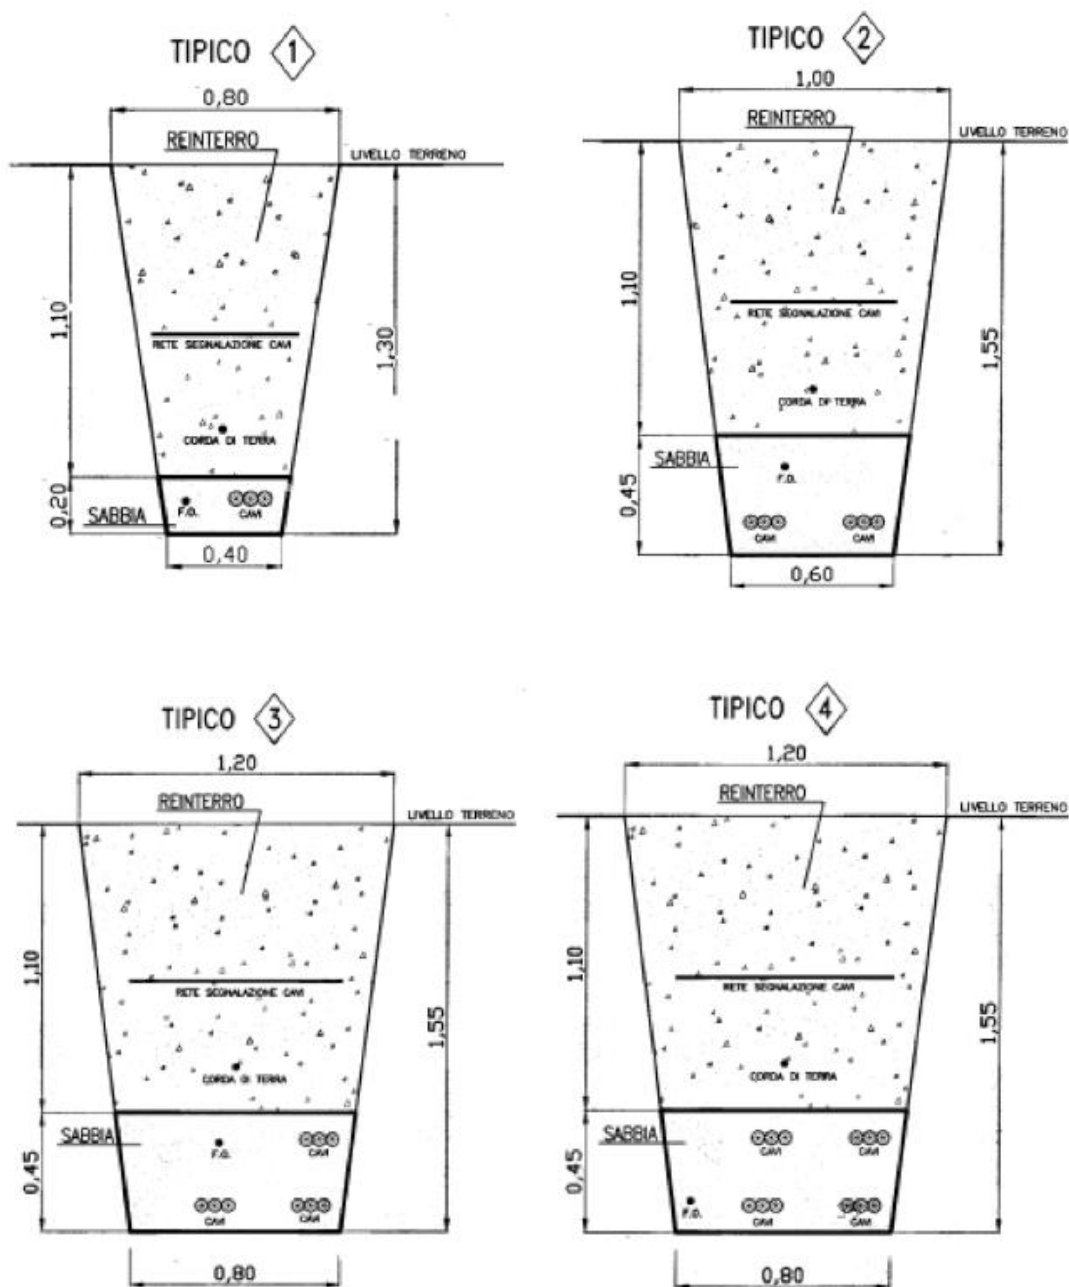 TIPICO 1
0,80
REINTERRO
LIVELLO TERRENO
1,10
1,30
RETE SEGNALAZIONE CAVI
CORDA DI TERRA
0,20
SABBIA
F.O.
CAVI
0,40
TIPICO 2
1,00
REINTERRO
LIVELLO TERRENO
1,10
1,55
RETE SEGNALAZIONE CAVI
CORDA DI TERRA
SABBIA
F.O.
0,45
CAVI
CAVI
0,60
TIPICO 3
1,20
REINTERRO
LIVELLO TERRENO
1,10
1,55
RETE SEGNALAZIONE CAVI
CORDA DI TERRA
SABBIA
F.O.
CAVI
0,45
CAVI
CAVI
0,80
TIPICO 4
1,20
REINTERRO
LIVELLO TERRENO
1,10
1,55
RETE SEGNALAZIONE CAVI
CORDA DI TERRA
SABBIA
CAVI
CAVI
0,45
F.O.
CAVI
CAVI
0,80